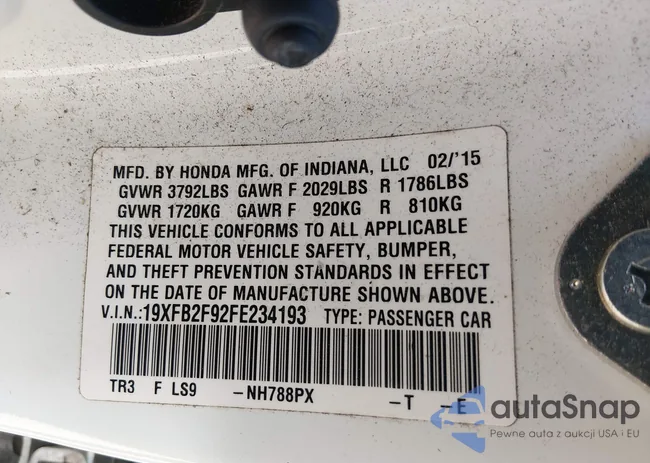 MFD. BY HONDA MFG. OF INDIANA, LLC 02/'15
GVWR 3792LBS GAWR F 2029LBS R 1786LBS
GVWR 1720KG GAWR F 920KG R 810KG
THIS VEHICLE CONFORMS TO ALL APPLICABLE
FEDERAL MOTOR VEHICLE SAFETY, BUMPER,
AND THEFT PREVENTION STANDARDS IN EFFECT
ON THE DATE OF MANUFACTURE SHOWN ABOVE.
V.I.N.:19XFB2F92FE234193 TYPE: PASSENGER CAR
TR3 F LS9 -NH788PX -T -E
autaSnap
Pewne auta z aukcji USA i EU